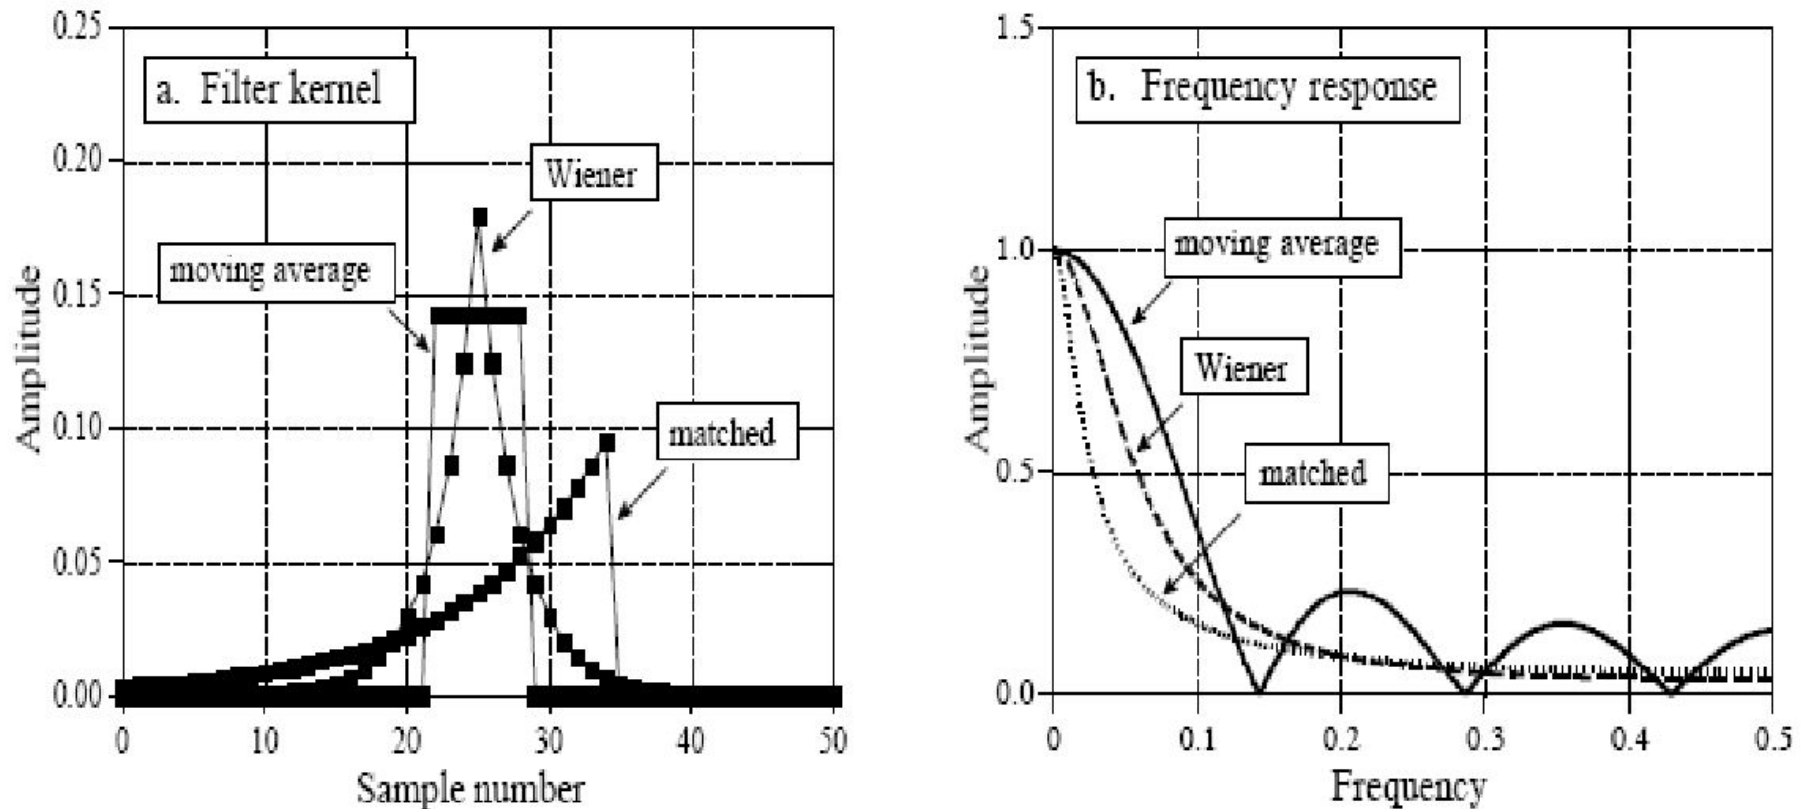 a. Filter kernel
Wiener
moving average
matched
Amplitude
0.25
0.20
0.15
0.10
0.05
0.00
0 10 20 30 40 50
Sample number
b. Frequency response
moving average
Wiener
matched
Amplitude
1.5
1.0
0.5
0.0
0 0.1 0.2 0.3 0.4 0.5
Frequency